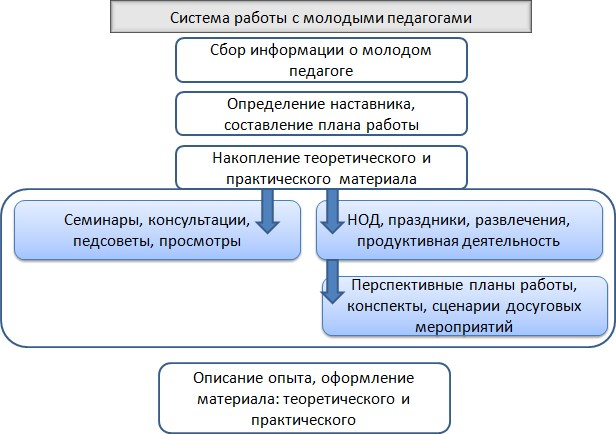 Система работы с молодыми педагогами
Сбор информации о молодом
педагоге
Определение наставника,
составление плана работы
Накопление теоретического и
практического материала
Семинары, консультации,
педсоветы, просмотры
НОД, праздники, развлечения,
продуктивная деятельность
Перспективные планы работы,
конспекты, сценарии досуговых
мероприятий
Описание опыта, оформление
материала: теоретического и
практического